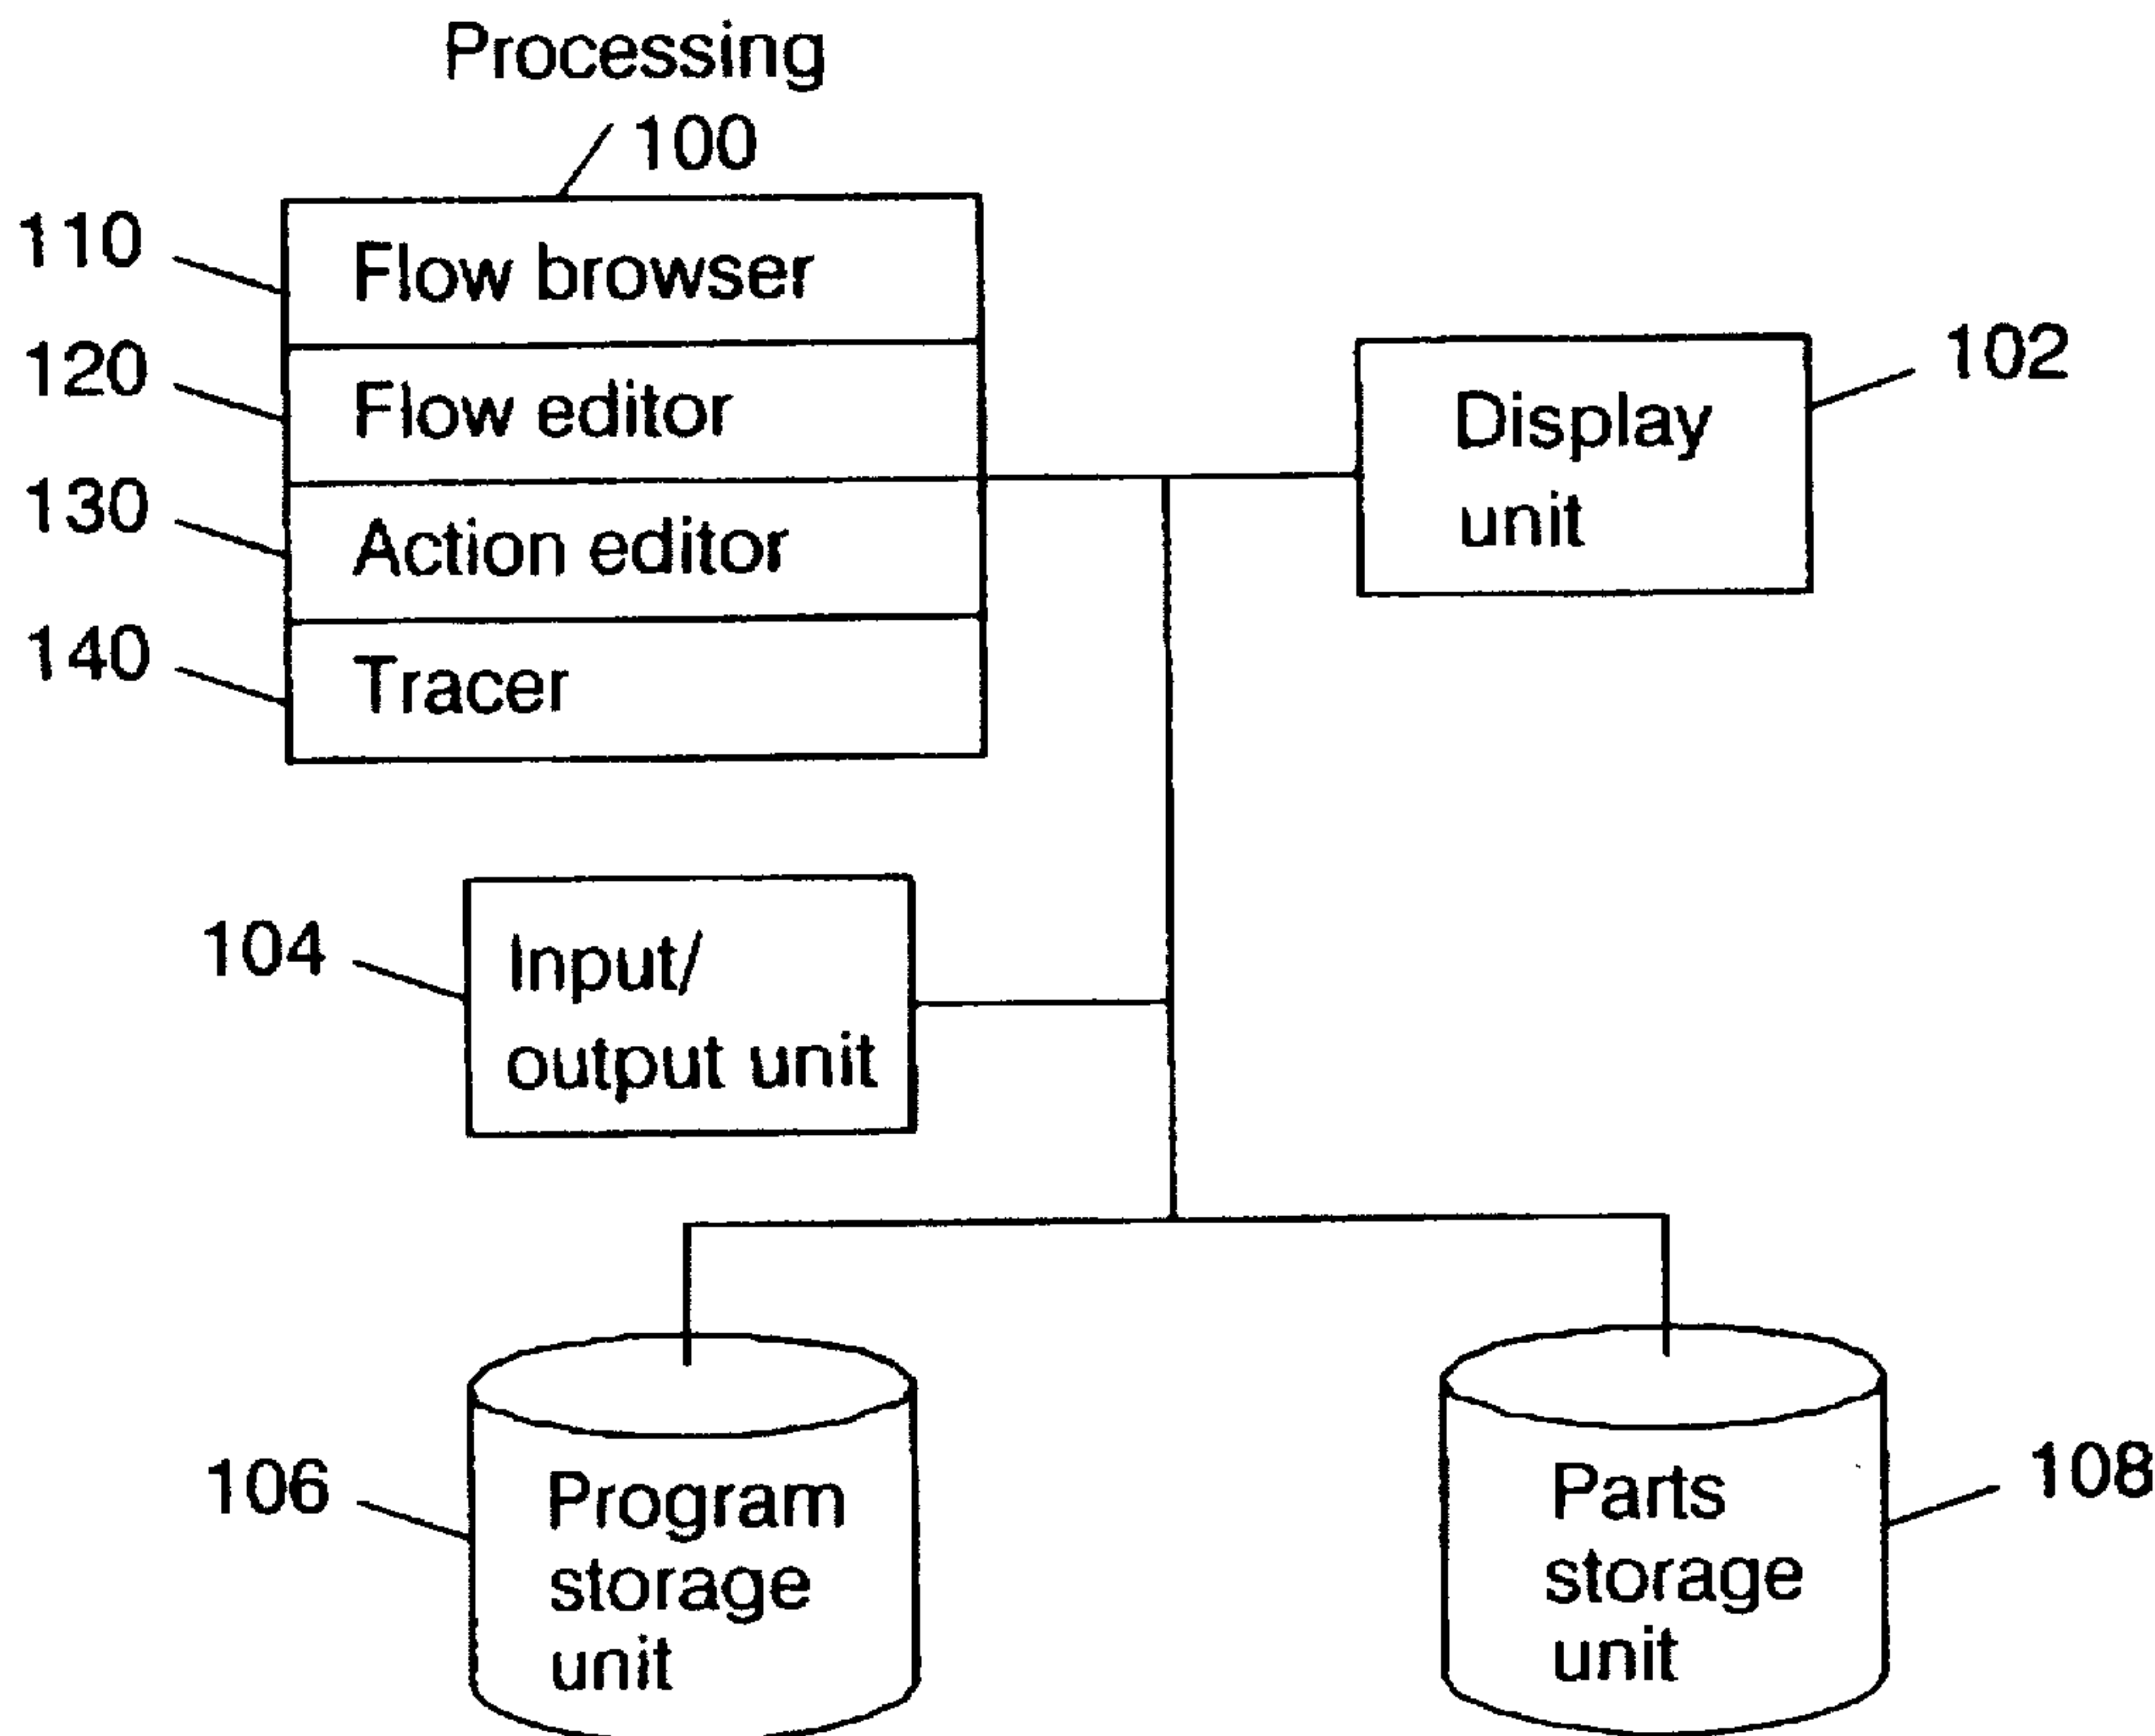 Processing
100
110
Flow browser
120
Flow editor
130
Action editor
140
Tracer
102
Display
unit
104
Input/
output unit
106
Program
storage
unit
108
Parts
storage
unit